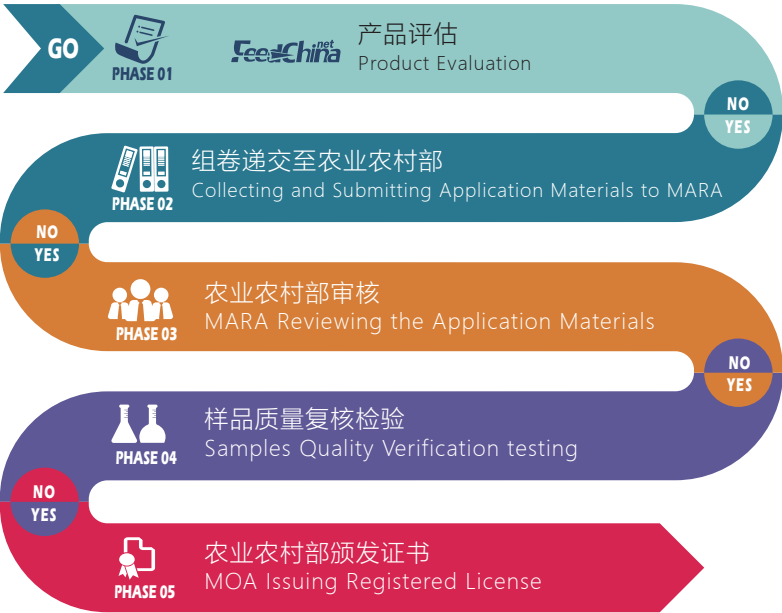 GO
PHASE 01
FeedChina.net
产品评估
Product Evaluation
NO
YES
PHASE 02
组卷递交至农业农村部
Collecting and Submitting Application Materials to MARA
NO
YES
PHASE 03
农业农村部审核
MARA Reviewing the Application Materials
NO
YES
PHASE 04
样品质量复核检验
Samples Quality Verification testing
NO
YES
PHASE 05
农业农村部颁发证书
MOA Issuing Registered License